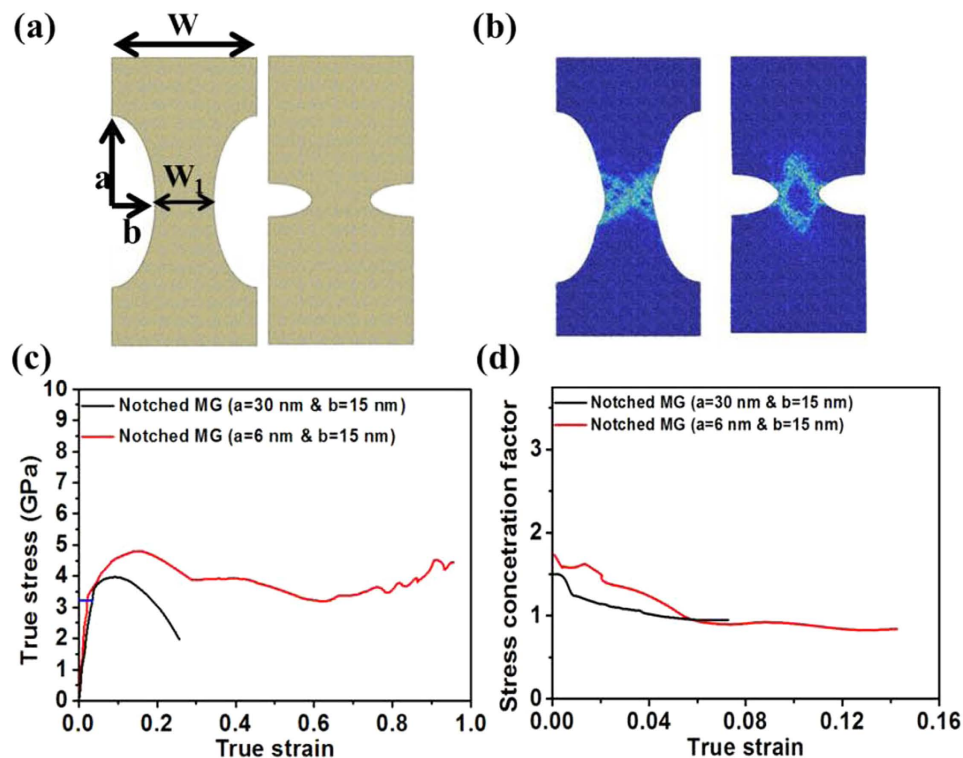 (a)
W
a
b
W1
(b)
(c)
10
9
8
7
6
5
4
3
2
1
0
True stress (GPa)
Notched MG (a=30 nm & b=15 nm)
Notched MG (a=6 nm & b=15 nm)
0.0 0.2 0.4 0.6 0.8 1.0
True strain
(d)
3
2
1
0
Stress concetration factor
Notched MG (a=30 nm & b=15 nm)
Notched MG (a=6 nm & b=15 nm)
0.00 0.04 0.08 0.12 0.16
True strain